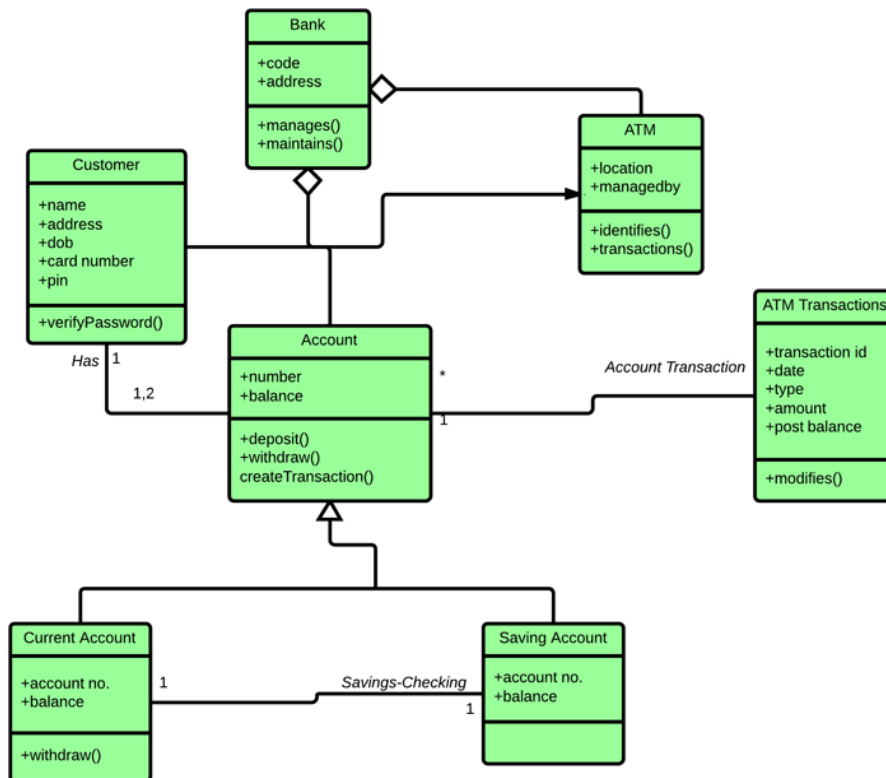 Bank
+code
+address
+manages()
+maintains()
ATM
+location
+managedby
+identifies()
+transactions()
Customer
+name
+address
+dob
+card number
+pin
+verifyPassword()
Has
1
1,2
Account
+number
+balance
+deposit()
+withdraw()
createTransaction()
*
1
Account Transaction
ATM Transactions
+transaction id
+date
+type
+amount
+post balance
+modifies()
Current Account
+account no.
+balance
+withdraw()
1
Savings-Checking
1
Saving Account
+account no.
+balance